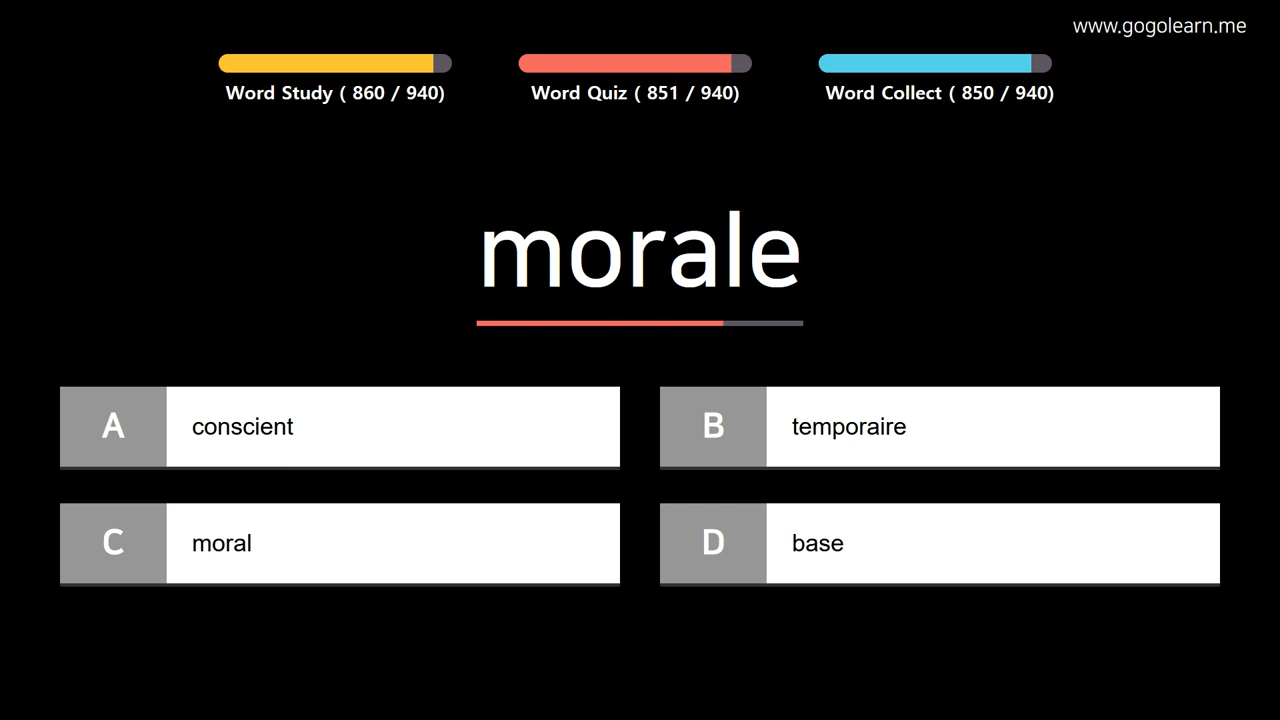 www.gogolearn.me
Word Study ( 860 / 940)
Word Quiz ( 851 / 940)
Word Collect ( 850 / 940)
morale
A
conscient
B
temporaire
C
moral
D
base